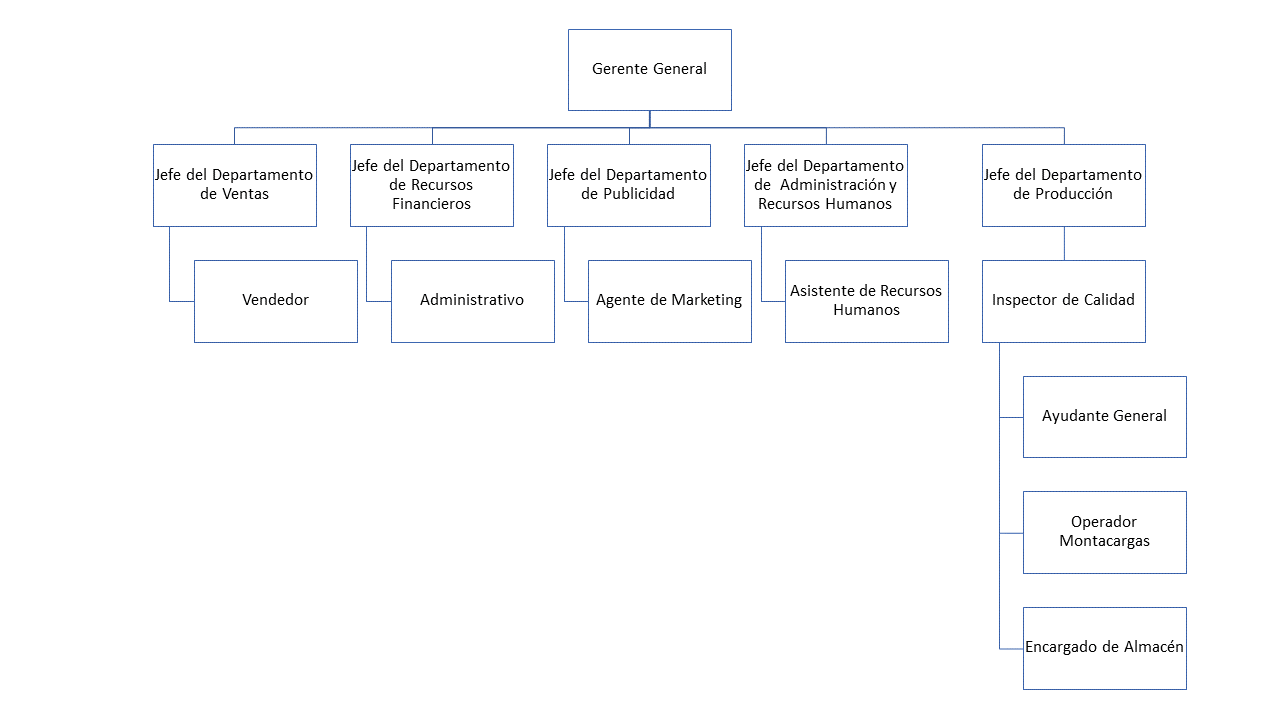 Gerente General
Jefe del Departamento
de Ventas
Jefe del Departamento
de Recursos
Financieros
Jefe del Departamento
de Publicidad
Jefe del Departamento
de Administración y
Recursos Humanos
Jefe del Departamento
de Producción
Vendedor
Administrativo
Agente de Marketing
Asistente de Recursos
Humanos
Inspector de Calidad
Ayudante General
Operador
Montacargas
Encargado de Almacén